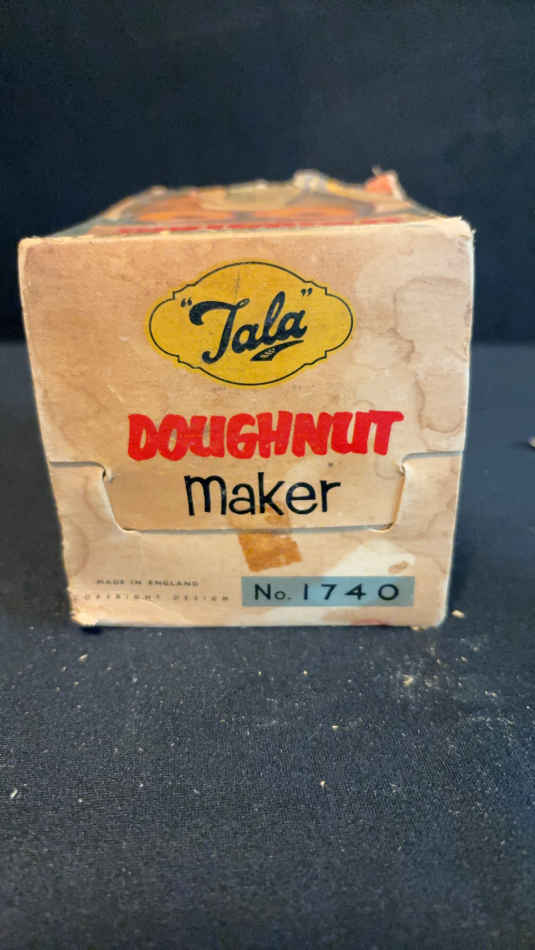 "Tala"
DOUGHNUT
maker
MADE IN ENGLAND
COPYRIGHT DESIGN
No. 1740